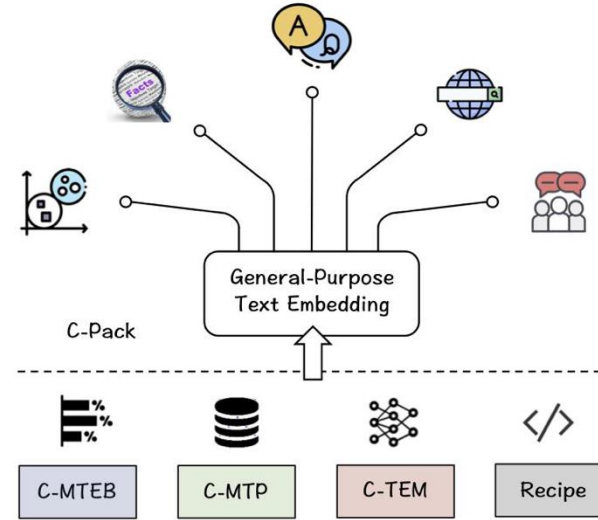 A Q
Facts
General-Purpose
Text Embedding
C-Pack
%
%
%
</>
C-MTEB
C-MTP
C-TEM
Recipe